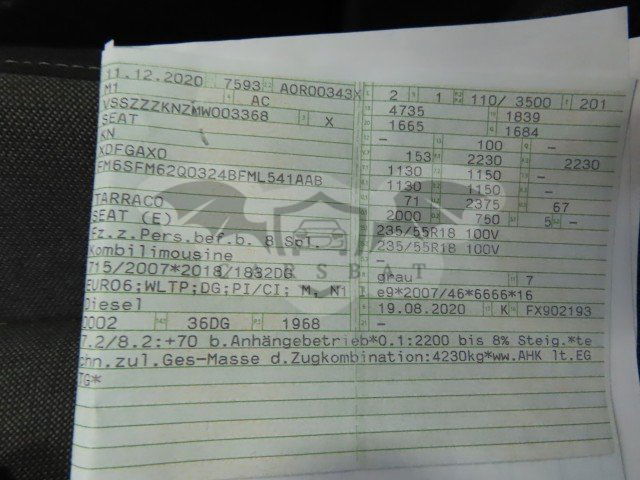 11.12.2020 7593 A0R00343X 2 1 110/ 3500 201
M1 AC 4735 1839
VSSZZZKNZMW003368 X 1665 1684
SEAT – 100 –
KN 153 2230 2230
XDFGAX0 1130 1150 –
FM6SFM62Q0324BFML541AAB 1130 1150 –
71 2375 67
TARRACO 2000 750 5 –
SEAT (E) 235/55R18 100V
Fz.z.Pers.bef.b. 8 Spl. 235/55R18 100V
Kombilimousine –
715/2007*2018/1832DG grau 7
EURO6;WLTP;DG;PI/CI; M, N1 e9*2007/46*6666*16
Diesel 19.08.2020 K FX902193
0002 36DG 1968
7.2/8.2:+70 b.Anhängebetrieb*0.1:2200 bis 8% Steig.*te
chn.zul.Ges-Masse d.Zugkombination:4230kg*ww.AHK lt.EG
TG*